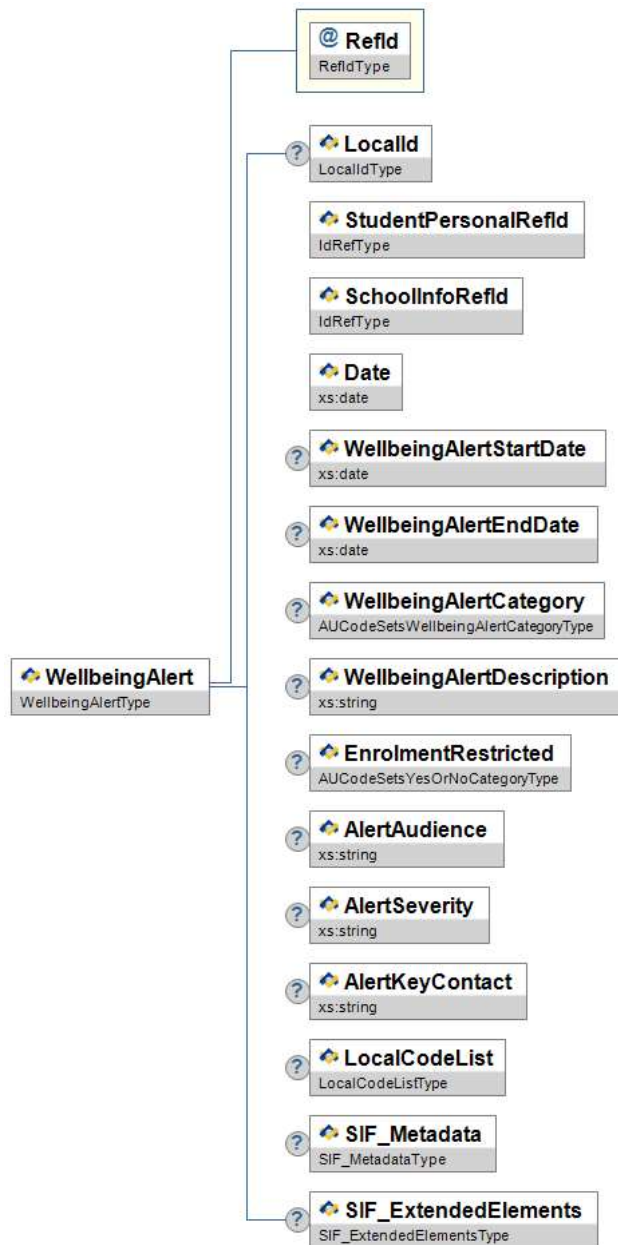 @ RefId
RefIdType
? LocalId
LocalIdType
StudentPersonalRefId
IdRefType
SchoolInfoRefId
IdRefType
Date
xs:date
? WellbeingAlertStartDate
xs:date
? WellbeingAlertEndDate
xs:date
? WellbeingAlertCategory
AUCodeSetsWellbeingAlertCategoryType
WellbeingAlert
WellbeingAlertType
? WellbeingAlertDescription
xs:string
? EnrolmentRestricted
AUCodeSetsYesOrNoCategoryType
? AlertAudience
xs:string
? AlertSeverity
xs:string
? AlertKeyContact
xs:string
? LocalCodeList
LocalCodeListType
? SIF_Metadata
SIF_MetadataType
? SIF_ExtendedElements
SIF_ExtendedElementsType